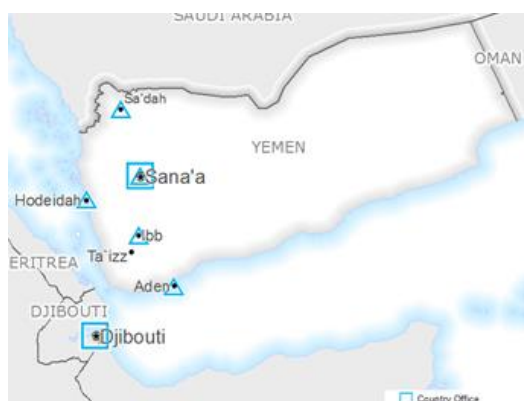 SAUDI ARABIA
OMAN
Sa'dah
YEMEN
Sana'a
Hodeidah
Ibb
Ta`izz
ERITREA
Aden
DJIBOUTI
Djibouti
Country Office